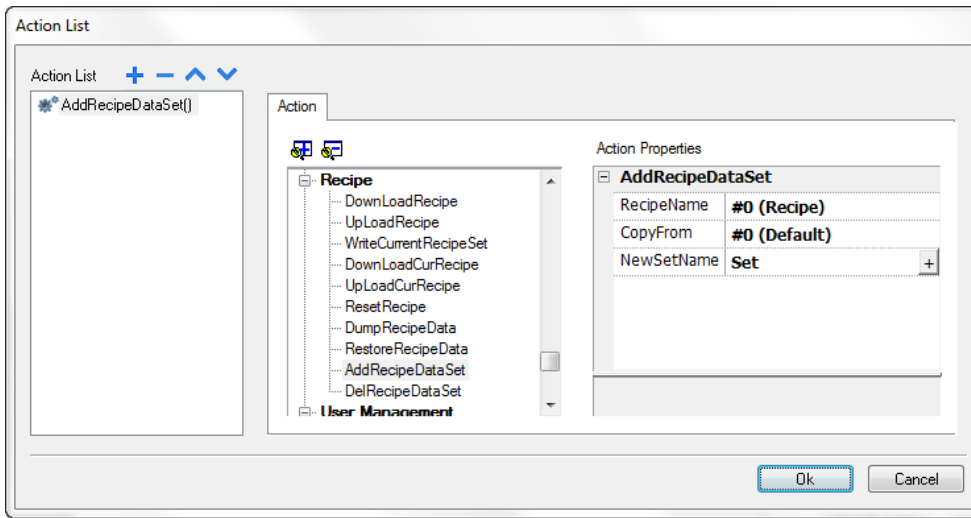 Action List
Action List
AddRecipeDataSet()
Action
Recipe
DownLoadRecipe
UpLoadRecipe
WriteCurrentRecipeSet
DownLoadCurRecipe
UpLoadCurRecipe
ResetRecipe
DumpRecipeData
RestoreRecipeData
AddRecipeDataSet
DelRecipeDataSet
User Management
Action Properties
AddRecipeDataSet
RecipeName #0 (Recipe)
CopyFrom #0 (Default)
NewSetName Set +
Ok Cancel